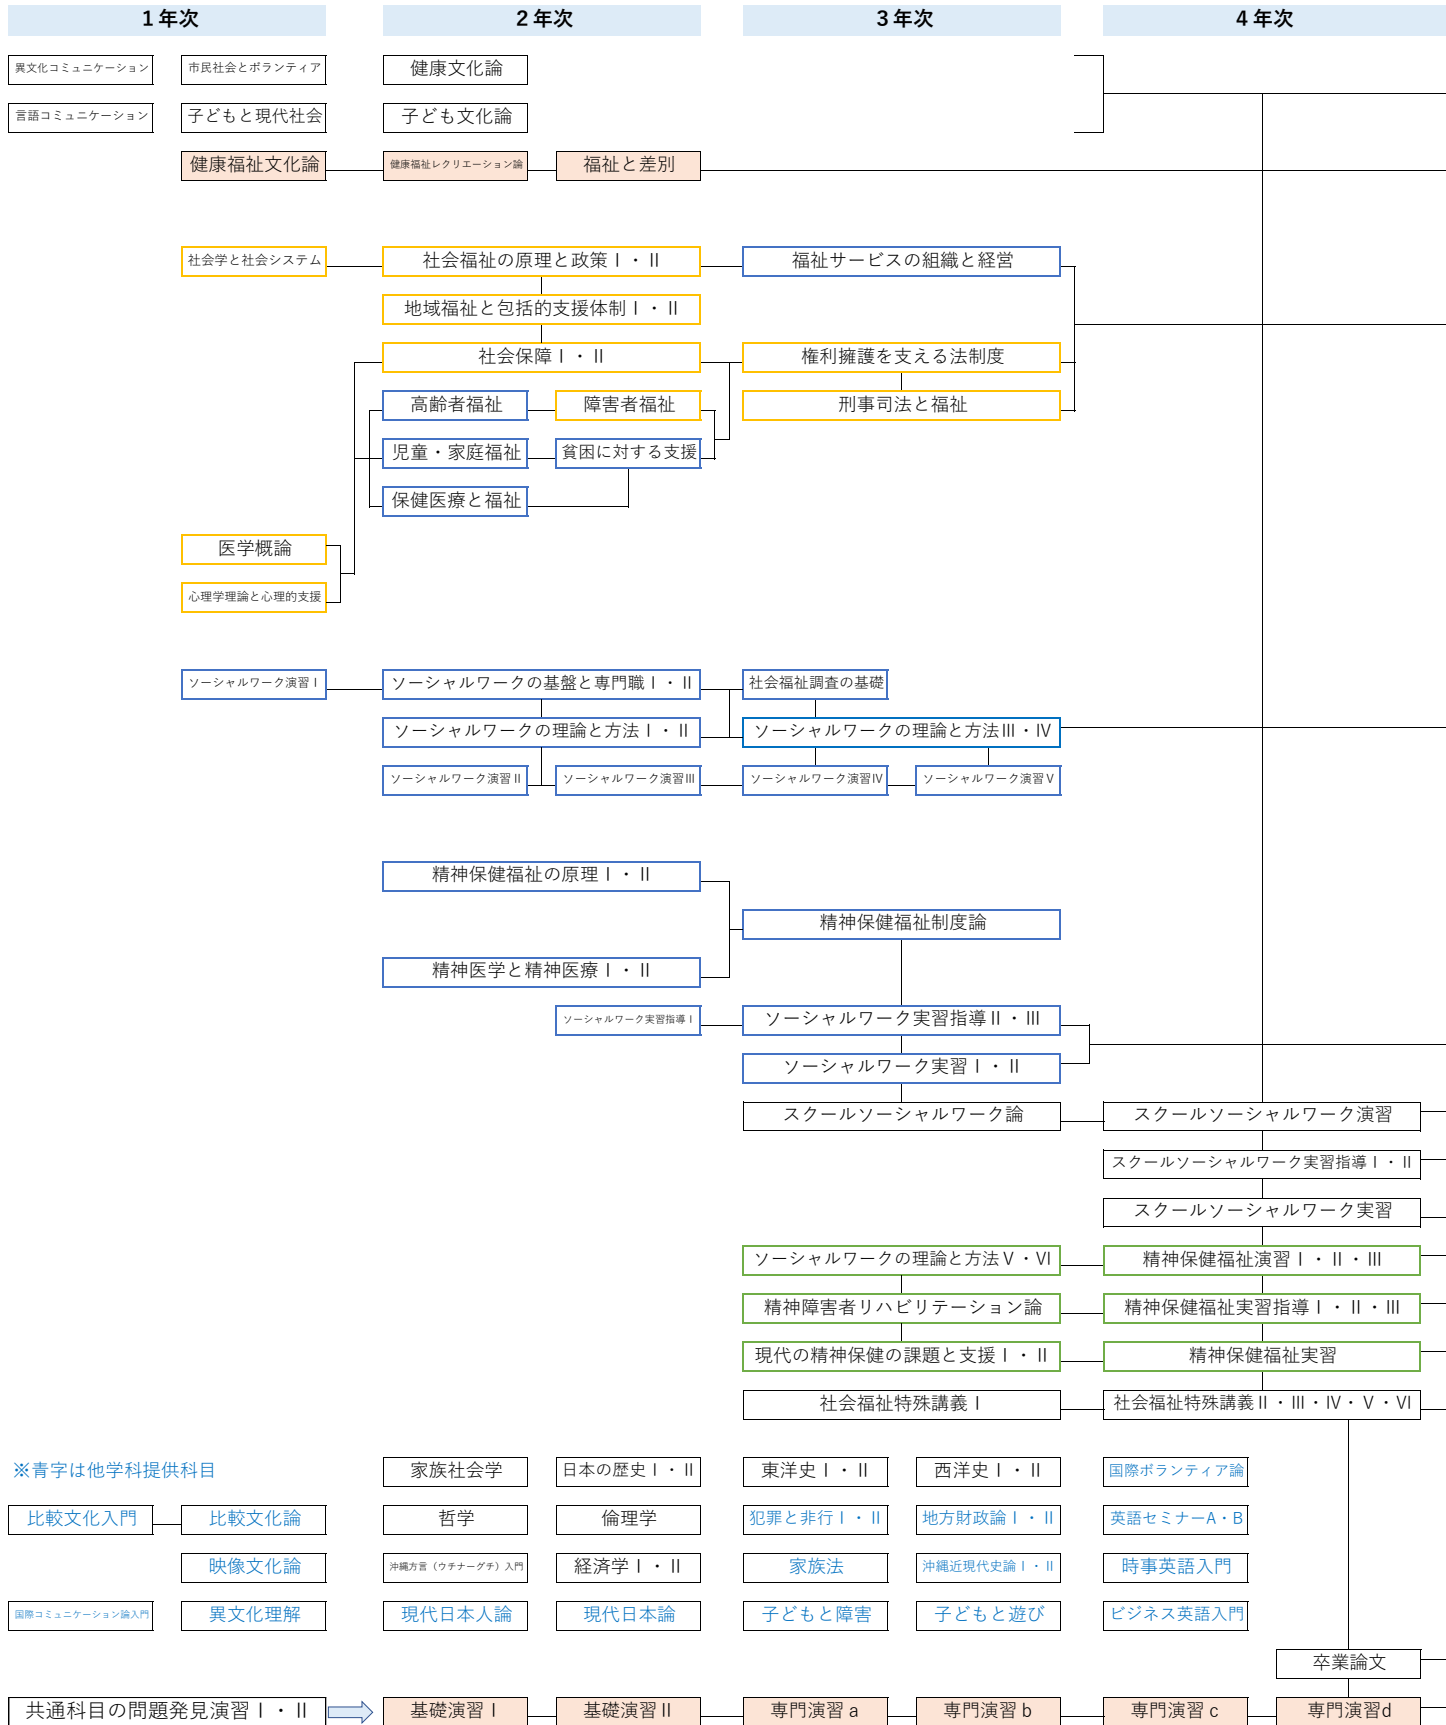 1年次 2年次 3年次 4年次
異文化コミュニケーション 市民社会とボランティア 健康文化論
言語コミュニケーション 子どもと現代社会 子ども文化論
健康福祉文化論 健康福祉レクリエーション論 福祉と差別
社会学と社会システム 社会福祉の原理と政策Ⅰ・Ⅱ 福祉サービスの組織と経営
地域福祉と包括的支援体制Ⅰ・Ⅱ
社会保障Ⅰ・Ⅱ 権利擁護を支える法制度
高齢者福祉 障害者福祉 刑事司法と福祉
児童・家庭福祉 貧困に対する支援
保健医療と福祉
医学概論
心理学理論と心理的支援
ソーシャルワーク演習Ⅰ ソーシャルワークの基盤と専門職Ⅰ・Ⅱ 社会福祉調査の基礎
ソーシャルワークの理論と方法Ⅰ・Ⅱ ソーシャルワークの理論と方法Ⅲ・Ⅳ
ソーシャルワーク演習Ⅱ ソーシャルワーク演習Ⅲ ソーシャルワーク演習Ⅳ ソーシャルワーク演習Ⅴ
精神保健福祉の原理Ⅰ・Ⅱ
精神保健福祉制度論
精神医学と精神医療Ⅰ・Ⅱ
ソーシャルワーク実習指導Ⅰ ソーシャルワーク実習指導Ⅱ・Ⅲ
ソーシャルワーク実習Ⅰ・Ⅱ
スクールソーシャルワーク論 スクールソーシャルワーク演習
スクールソーシャルワーク実習指導Ⅰ・Ⅱ
スクールソーシャルワーク実習
ソーシャルワークの理論と方法Ⅴ・Ⅵ 精神保健福祉演習Ⅰ・Ⅱ・Ⅲ
精神障害者リハビリテーション論 精神保健福祉実習指導Ⅰ・Ⅱ・Ⅲ
現代の精神保健の課題と支援Ⅰ・Ⅱ 精神保健福祉実習
社会福祉特殊講義Ⅰ 社会福祉特殊講義Ⅱ・Ⅲ・Ⅳ・Ⅴ・Ⅵ
※青字は他学科提供科目 家族社会学 日本の歴史Ⅰ・Ⅱ 東洋史Ⅰ・Ⅱ 西洋史Ⅰ・Ⅱ 国際ボランティア論
比較文化入門 比較文化論 哲学 倫理学 犯罪と非行Ⅰ・Ⅱ 地方財政論Ⅰ・Ⅱ 英語セミナーA・B
映像文化論 沖縄方言（ウチナーグチ）入門 経済学Ⅰ・Ⅱ 家族法 沖縄近現代史論Ⅰ・Ⅱ 時事英語入門
国際コミュニケーション論入門 異文化理解 現代日本人論 現代日本論 子どもと障害 子どもと遊び ビジネス英語入門
卒業論文
共通科目の問題発見演習Ⅰ・Ⅱ 基礎演習Ⅰ 基礎演習Ⅱ 専門演習a 専門演習b 専門演習c 専門演習d